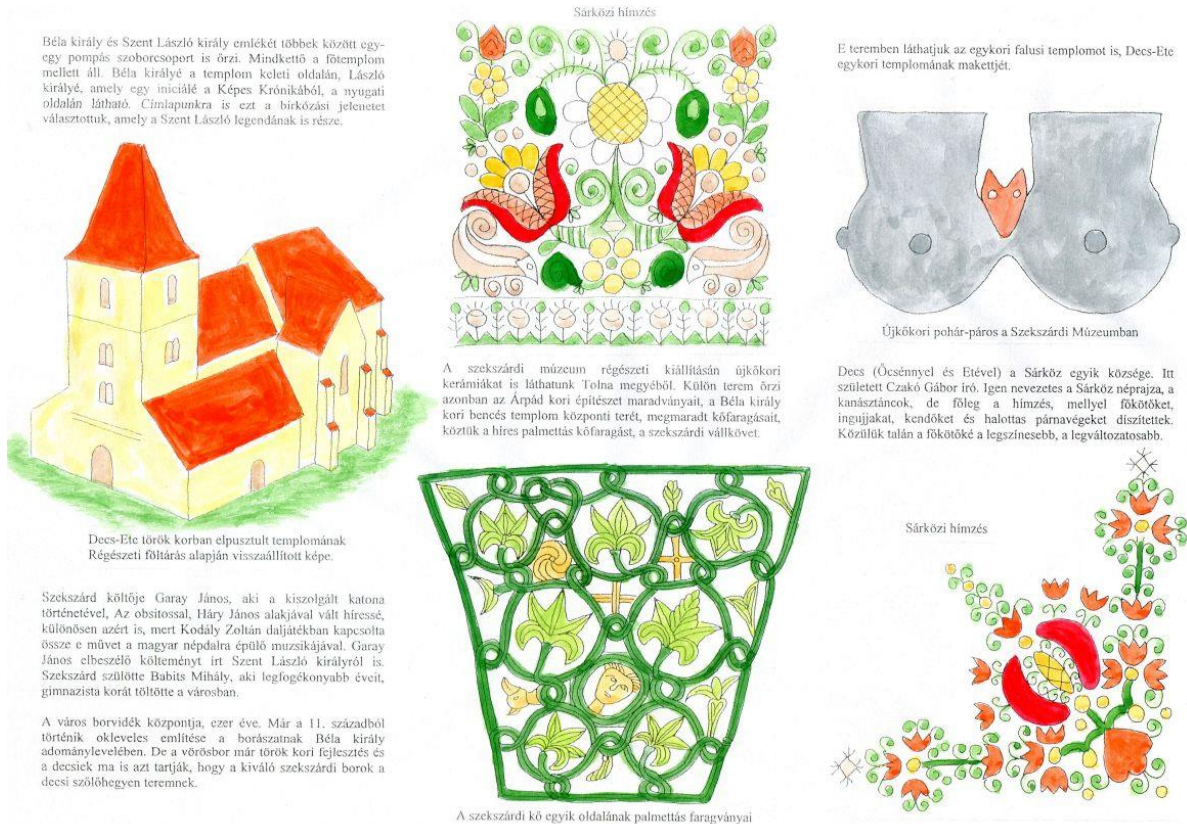 Béla király és Szent László király emlékét többek között egy-
egy pompás szoborcsoport is őrzi. Mindkettő a főtemplom
mellett áll. Béla királyé a templom keleti oldalán, László
királyé, amely egy iniciálé a Képes Krónikából, a nyugati
oldalán látható. Címlapunkra is ezt a birkózási jelenetet
választottuk, amely a Szent László legendának is része.
Decs-Ete török korban elpusztult templomának
Régészeti föltárás alapján visszaállított képe.
Szekszárd költője Garay János, aki a kiszolgált katona
történetével, Az obsitossal, Háry János alakjával vált híressé,
különösen azért is, mert Kodály Zoltán daljátékban kapcsolta
össze e művet a magyar népdalra épülő muzsikájával. Garay
János elbeszélő költeményt írt Szent László királyról is.
Szekszárd szülötte Babits Mihály, aki legfogékonyabb éveit,
gimnazista korát töltötte a városban.
A város borvidék központja, ezer éve. Már a 11. századból
történik okleveles említése a borászatnak Béla király
adománylevelében. De a vörösbor már török kori fejlesztés és
a decsiek ma is azt tartják, hogy a kiváló szekszárdi borok a
decsi szőlőhegyen teremnek.
Sárközi hímzés
A szekszárdi múzeum régészeti kiállításán újkőkori
kerámiákat is láthatunk Tolna megyéből. Külön terem őrzi
azonban az Árpád kori építészet maradványait, a Béla király
kori bencés templom központi terét, megmaradt kőfaragásait,
köztük a híres palmettás kőfaragást, a szekszárdi vállkövet.
A szekszárdi kő egyik oldalának palmettás faragványai
E teremben láthatjuk az egykori falusi templomot is, Decs-Ete
egykori templomának makettjét.
Újkőkori pohár-páros a Szekszárdi Múzeumban
Decs (Őcsénnyel és Etével) a Sárköz egyik községe. Itt
született Czakó Gábor író. Igen nevezetes a Sárköz néprajza, a
kanásztáncok, de főleg a hímzés, mellyel főkötőket,
ingujjakat, kendőket és halottas párnavégeket díszítettek.
Közülük talán a főkötőké a legszínesebb, a legváltozatosabb.
Sárközi hímzés